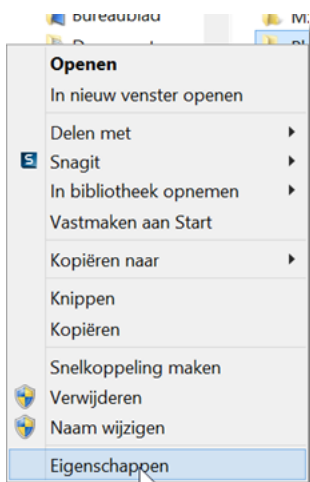 Bureaublad
Openen
In nieuw venster openen
Delen met
Snagit
In bibliotheek opnemen
Vastmaken aan Start
Kopiëren naar
Knippen
Kopiëren
Snelkoppeling maken
Verwijderen
Naam wijzigen
Eigenschappen